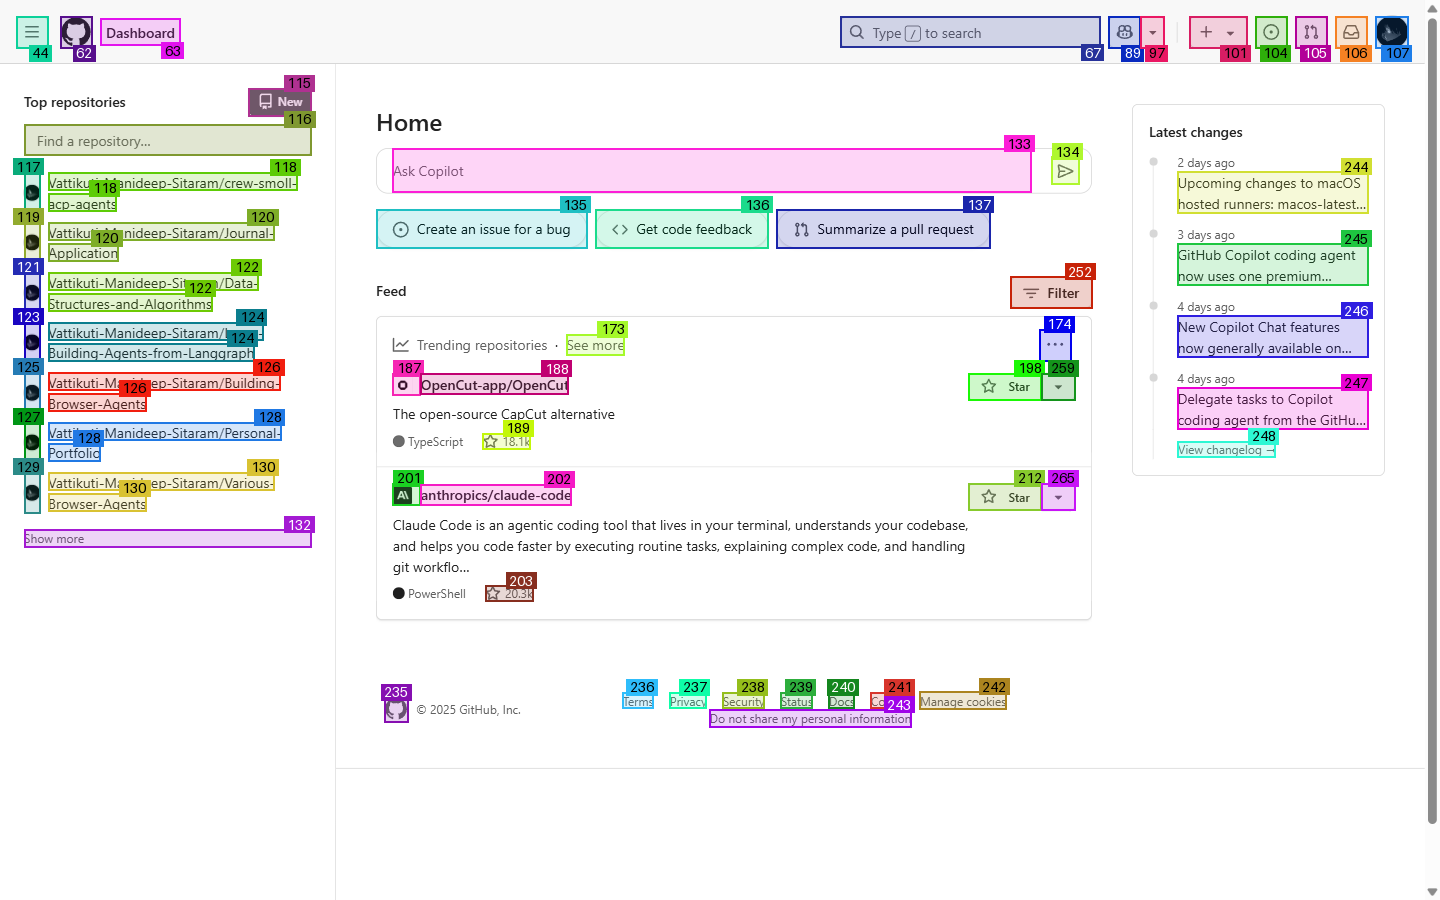 44
62
Dashboard
63
Type / to search
67
89
97
101
104
105
106
107
Top repositories
115
New
116
Find a repository...
117
118
Vattikuti-Manideep-Sitaram/crew-smoll-
118
acp-agents
119
120
Vattikuti-Manideep-Sitaram/Journal-
120
Application
121
122
Vattikuti-Manideep-Sitaram/Data-
122
Structures-and-Algorithms
123
124
Vattikuti-Manideep-Sitaram/
124
Building-Agents-from-Langgraph
125
126
Vattikuti-Manideep-Sitaram/Building-
126
Browser-Agents
127
128
Vattikuti-Manideep-Sitaram/Personal-
128
Portfolio
129
130
Vattikuti-Manideep-Sitaram/Various-
130
Browser-Agents
132
Show more
Home
133
134
Ask Copilot
135
Create an issue for a bug
136
Get code feedback
137
Summarize a pull request
Feed
252
Filter
Trending repositories · See more
173
174
187
188
OpenCut-app/OpenCut
198
259
Star
The open-source CapCut alternative
TypeScript
189
18.1k
201
202
anthropics/claude-code
212
265
Star
Claude Code is an agentic coding tool that lives in your terminal, understands your codebase,
and helps you code faster by executing routine tasks, explaining complex code, and handling
git workflo...
PowerShell
203
20.3k
Latest changes
2 days ago
244
Upcoming changes to macOS
hosted runners: macos-latest...
3 days ago
245
GitHub Copilot coding agent
now uses one premium...
4 days ago
246
New Copilot Chat features
now generally available on...
4 days ago
247
Delegate tasks to Copilot
coding agent from the GitHu...
248
View changelog →
235
© 2025 GitHub, Inc.
236
237
238
239
240
241
242
Terms
Privacy
Security
Status
Docs
Manage cookies
243
Do not share my personal information